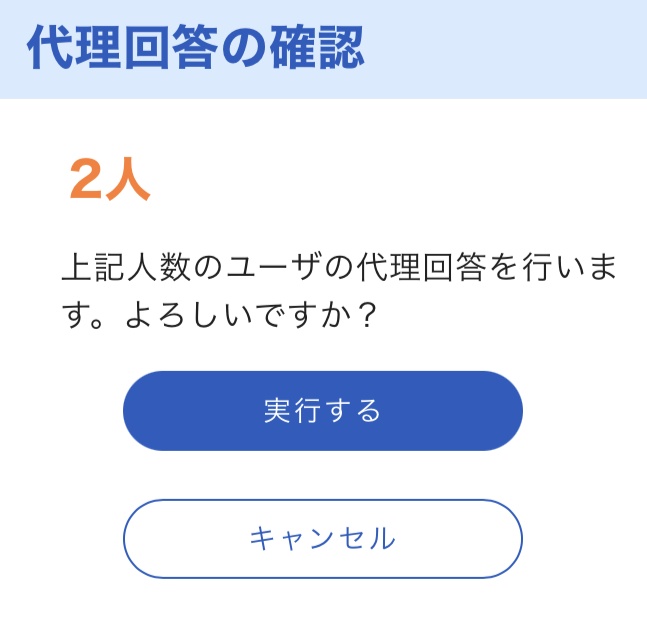 代理回答の確認
2人
上記人数のユーザの代理回答を行いま
す。よろしいですか？
実行する
キャンセル